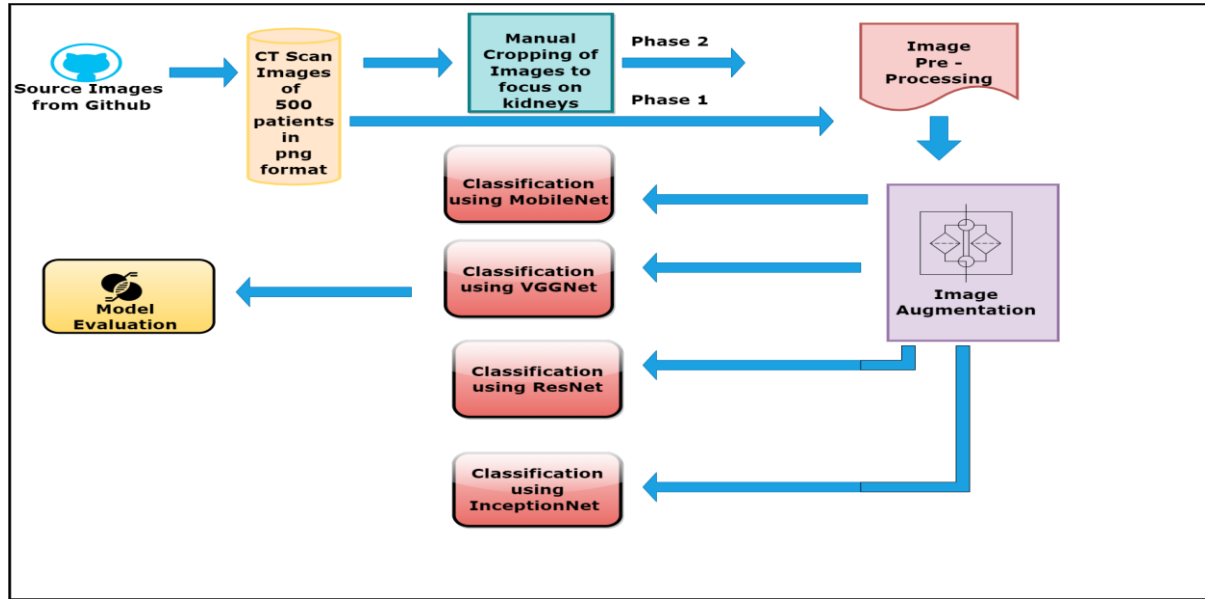 Source Images
from Github
CT Scan
Images
of
500
patients
in
png
format
Manual
Cropping of
Images to
focus on
kidneys
Phase 2
Phase 1
Image
Pre -
Processing
Classification
using MobileNet
Classification
using VGGNet
Image
Augmentation
Model
Evaluation
Classification
using ResNet
Classification
using
InceptionNet